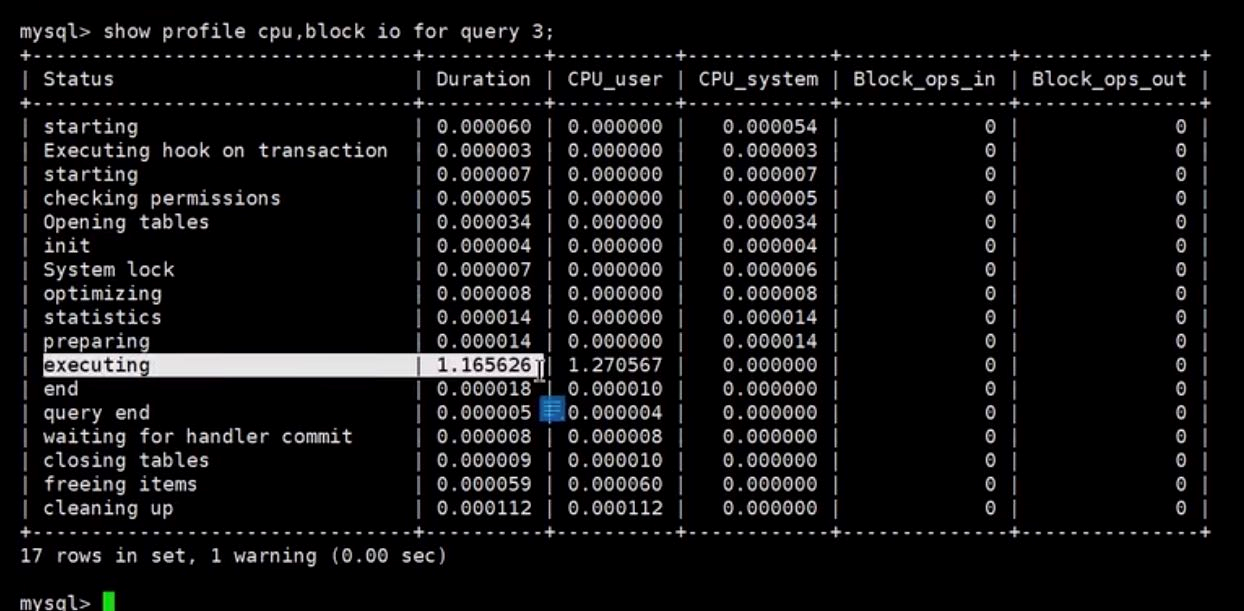 mysql> show profile cpu,block io for query 3;
+---------------------------------+----------+----------+------------+--------------+---------------+
| Status                          | Duration | CPU_user | CPU_system | Block_ops_in | Block_ops_out |
+---------------------------------+----------+----------+------------+--------------+---------------+
| starting                        | 0.000060 | 0.000000 |   0.000054 |            0 |             0 |
| Executing hook on transaction   | 0.000003 | 0.000000 |   0.000003 |            0 |             0 |
| starting                        | 0.000007 | 0.000000 |   0.000007 |            0 |             0 |
| checking permissions            | 0.000005 | 0.000000 |   0.000005 |            0 |             0 |
| Opening tables                  | 0.000034 | 0.000000 |   0.000034 |            0 |             0 |
| init                            | 0.000004 | 0.000000 |   0.000004 |            0 |             0 |
| System lock                     | 0.000007 | 0.000000 |   0.000006 |            0 |             0 |
| optimizing                      | 0.000008 | 0.000000 |   0.000008 |            0 |             0 |
| statistics                      | 0.000014 | 0.000000 |   0.000014 |            0 |             0 |
| preparing                       | 0.000014 | 0.000000 |   0.000014 |            0 |             0 |
| executing                       | 1.165626 | 1.270567 |   0.000000 |            0 |             0 |
| end                             | 0.000018 | 0.000010 |   0.000000 |            0 |             0 |
| query end                       | 0.000005 | 0.000004 |   0.000000 |            0 |             0 |
| waiting for handler commit      | 0.000008 | 0.000008 |   0.000000 |            0 |             0 |
| closing tables                  | 0.000009 | 0.000010 |   0.000000 |            0 |             0 |
| freeing items                   | 0.000059 | 0.000060 |   0.000000 |            0 |             0 |
| cleaning up                     | 0.000112 | 0.000112 |   0.000000 |            0 |             0 |
+---------------------------------+----------+----------+------------+--------------+---------------+
17 rows in set, 1 warning (0.00 sec)
mysql>